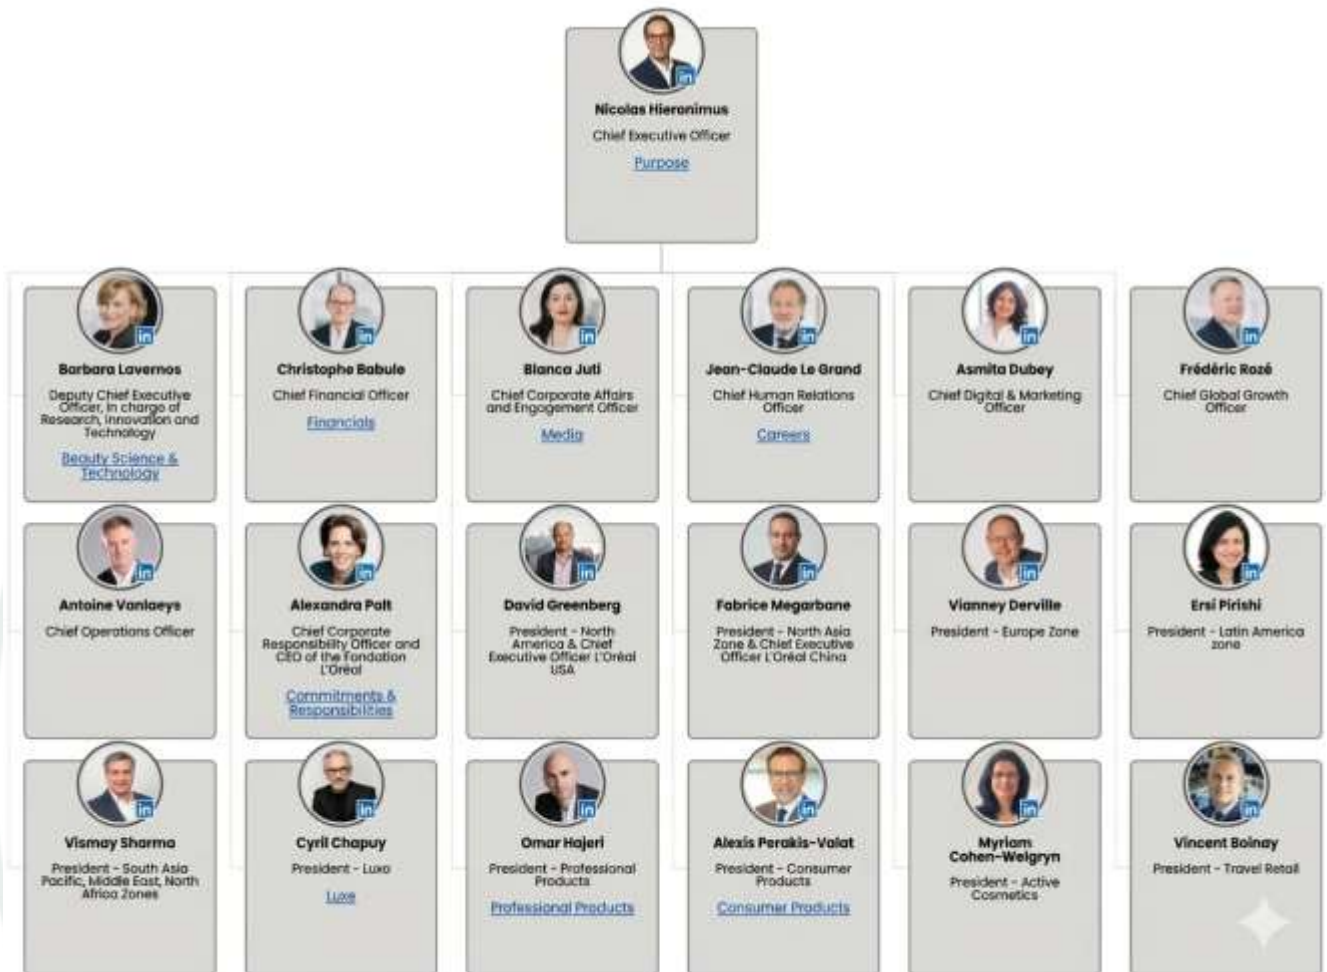 Nicolas Hieronimus
Chief Executive Officer
Purpose
Barbara Lavernos
Deputy Chief Executive
Officer, in charge of
Research, Innovation and
Technology
Beauty Science &
Technology
Christophe Babule
Chief Financial Officer
Financials
Blanca Juti
Chief Corporate Affairs
and Engagement Officer
Media
Jean-Claude Le Grand
Chief Human Relations
Officer
Careers
Asmita Dubey
Chief Digital & Marketing
Officer
Frédéric Rozé
Chief Global Growth
Officer
Antoine Vanlaeys
Chief Operations Officer
Alexandra Palt
Chief Corporate
Responsibility Officer and
CEO of the Fondation
L'Oréal
Commitments &
Responsibilities
David Greenberg
President - North
America & Chief
Executive Officer L'Oréal
USA
Fabrice Megarbane
President - North Asia
Zone & Chief Executive
Officer L'Oréal China
Vianney Derville
President - Europe Zone
Ersi Pirishi
President - Latin America
zone
Vismay Sharma
President - South Asia
Pacific, Middle East, North
Africa Zones
Cyril Chapuy
President - Luxe
Luxe
Omar Hajeri
President - Professional
Products
Professional Products
Alexis Perakis-Valat
President - Consumer
Products
Consumer Products
Myriam
Cohen-Welgryn
President - Active
Cosmetics
Vincent Boinay
President - Travel Retail